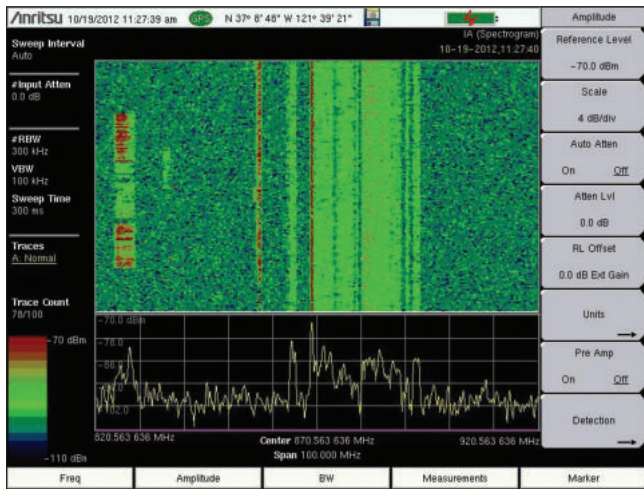 Anritsu 10/19/2012 11:27:39 am GPS N 37° 8' 48" W 121° 39' 21"
Amplitude
IA (Spectrogram)
10-19-2012,11:27:40
Sweep Interval
Auto
#Input Atten
0.0 dB
#RBW
300 kHz
VBW
100 kHz
Sweep Time
300 ms
Traces
A: Normal
Trace Count
78/100
-70 dBm
-110 dBm
-70.0 dBm
-78.0
820.563 636 MHz
Center 870.563 636 MHz
920.563 636 MHz
Span 100.000 MHz
Reference Level
-70.0 dBm
Scale
4 dB/div
Auto Atten
On Off
Atten Lvl
0.0 dB
RL Offset
0.0 dB Ext Gain
Units
Pre Amp
On Off
Detection
Freq
Amplitude
BW
Measurements
Marker